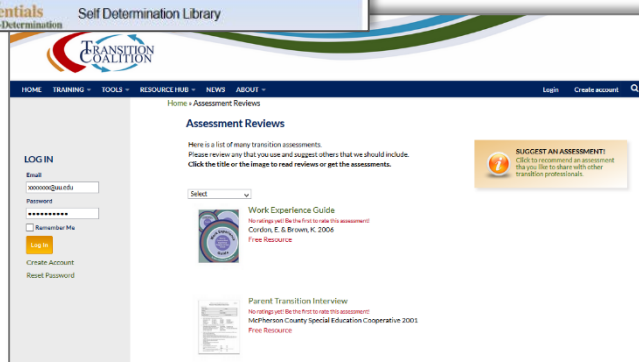 entials
-Determination
Self Determination Library
TRANSITION
COALITION
HOME TRAINING TOOLS RESOURCE HUB NEWS ABOUT Login Create account
Home » Assessment Reviews
Assessment Reviews
Here is a list of many transition assessments.
Please review any that you use and suggest others that we should include.
Click the title or the image to read reviews or get the assessments.
SUGGEST AN ASSESSMENT!
Click to recommend an assessment
tha you like to share with other
transition professionals.
LOG IN
Email
xxxxxxx@uu.edu
Password
Remember Me
Log In
Create Account
Reset Password
Select
Work Experience Guide
No ratings yet! Be the first to rate this assessment!
Cordon, E. & Brown, K. 2006
Free Resource
Parent Transition Interview
No ratings yet! Be the first to rate this assessment!
McPherson County Special Education Cooperative 2001
Free Resource